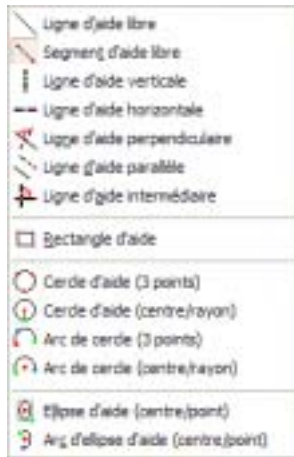 Ligne d'aide libre
Segment d'aide libre
Ligne d'aide verticale
Ligne d'aide horizontale
Ligne d'aide perpendiculaire
Ligne d'aide parallèle
Ligne d'aide intermédiaire
Rectangle d'aide
Cercle d'aide (3 points)
Cercle d'aide (centre/rayon)
Arc de cercle (3 points)
Arc de cercle (centre/rayon)
Ellipse d'aide (centre/point)
Arc d'ellipse d'aide (centre/point)